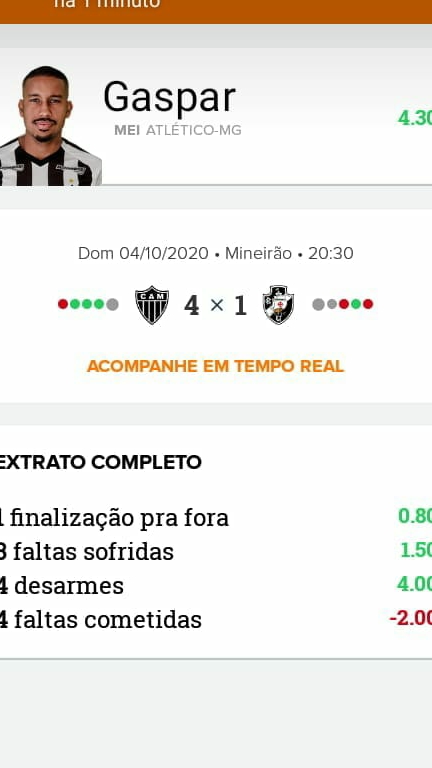 há 1 minuto
Gaspar
MEI ATLÉTICO-MG
4.30
Dom 04/10/2020 • Mineirão • 20:30
CAM 4 × 1
ACOMPANHE EM TEMPO REAL
EXTRATO COMPLETO
1 finalização pra fora 0.80
3 faltas sofridas 1.50
4 desarmes 4.00
4 faltas cometidas -2.00